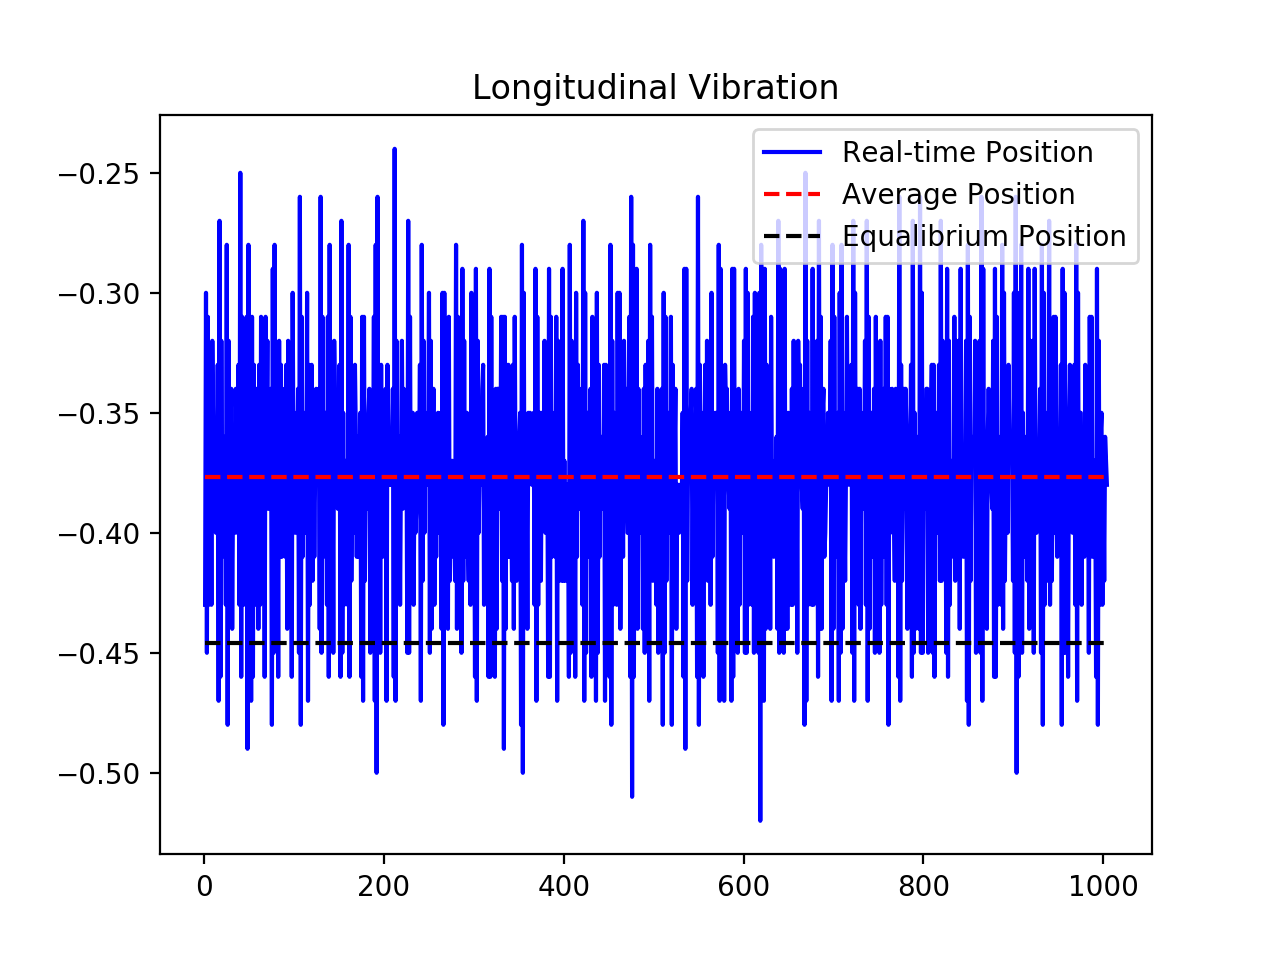 Longitudinal Vibration
Real-time Position
Average Position
Equalibrium Position
−0.25
−0.30
−0.35
−0.40
−0.45
−0.50
0 200 400 600 800 1000